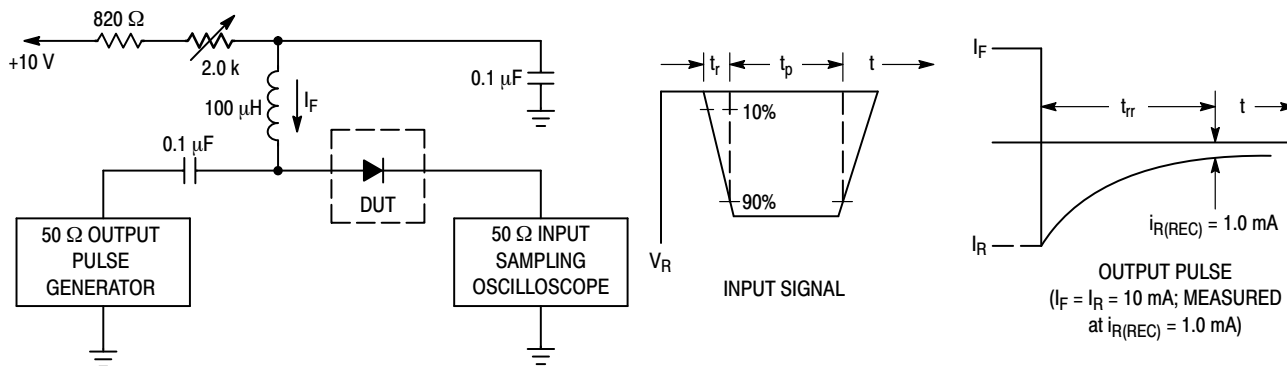 820 Ω
+10 V
2.0 k
100 µH
I_F
0.1 µF
0.1 µF
DUT
50 Ω OUTPUT
PULSE
GENERATOR
50 Ω INPUT
SAMPLING
OSCILLOSCOPE
t_r
t_p
t
10%
90%
V_R
INPUT SIGNAL
I_F
t_rr
t
I_R
i_R(REC) = 1.0 mA
OUTPUT PULSE
(I_F = I_R = 10 mA; MEASURED
at i_R(REC) = 1.0 mA)